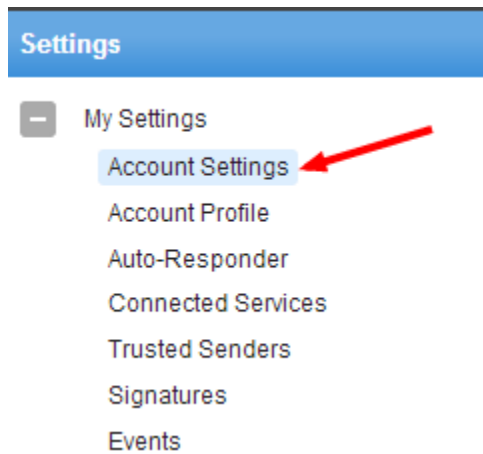 Settings
My Settings
Account Settings
Account Profile
Auto-Responder
Connected Services
Trusted Senders
Signatures
Events